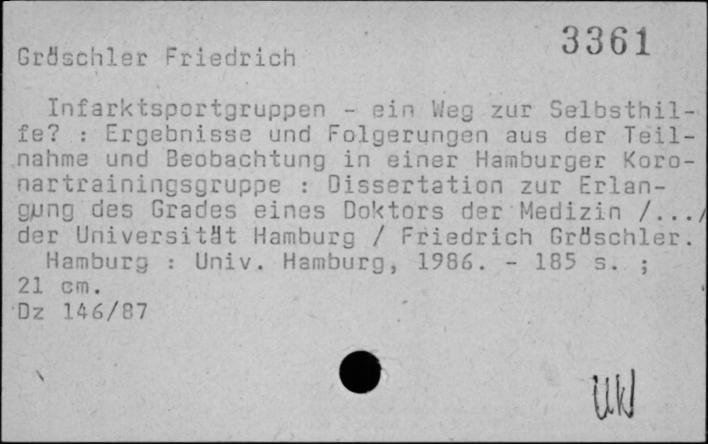 3361
Gröschler Friedrich
Infarktsportgruppen - ein Weg zur Selbsthil-
fe? : Ergebnisse und Folgerungen aus der Teil-
nahme und Beobachtung in einer Hamburger Koro-
nartrainingsgruppe : Dissertation zur Erlan-
gung des Grades eines Doktors der Medizin /.../
der Universität Hamburg / Friedrich Gröschler.
Hamburg : Univ. Hamburg, 1986. - 185 s. ;
21 cm.
Dz 146/87